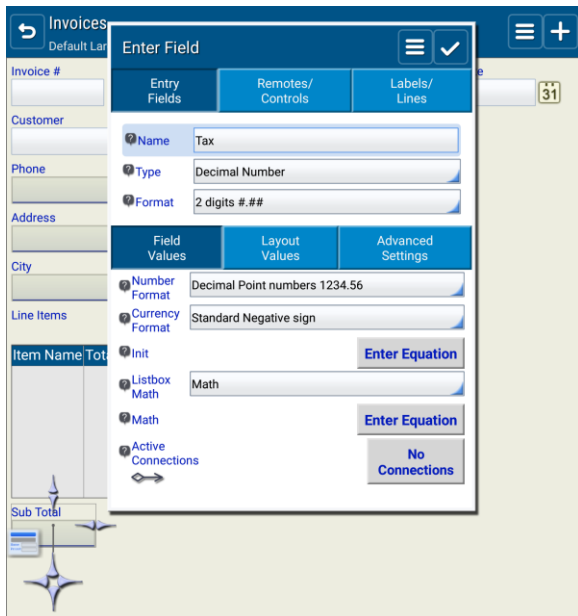 Invoices
Default Lar
Enter Field
Invoice #
e
31
Entry
Fields
Remotes/
Controls
Labels/
Lines
Customer
Name
Tax
Phone
Type
Decimal Number
Format
2 digits #.##
Address
Field
Values
Layout
Values
Advanced
Settings
City
Number
Format
Decimal Point numbers 1234.56
Line Items
Currency
Format
Standard Negative sign
Item Name
Tot
Init
Enter Equation
Listbox
Math
Math
Math
Enter Equation
Active
Connections
No
Connections
Sub Total